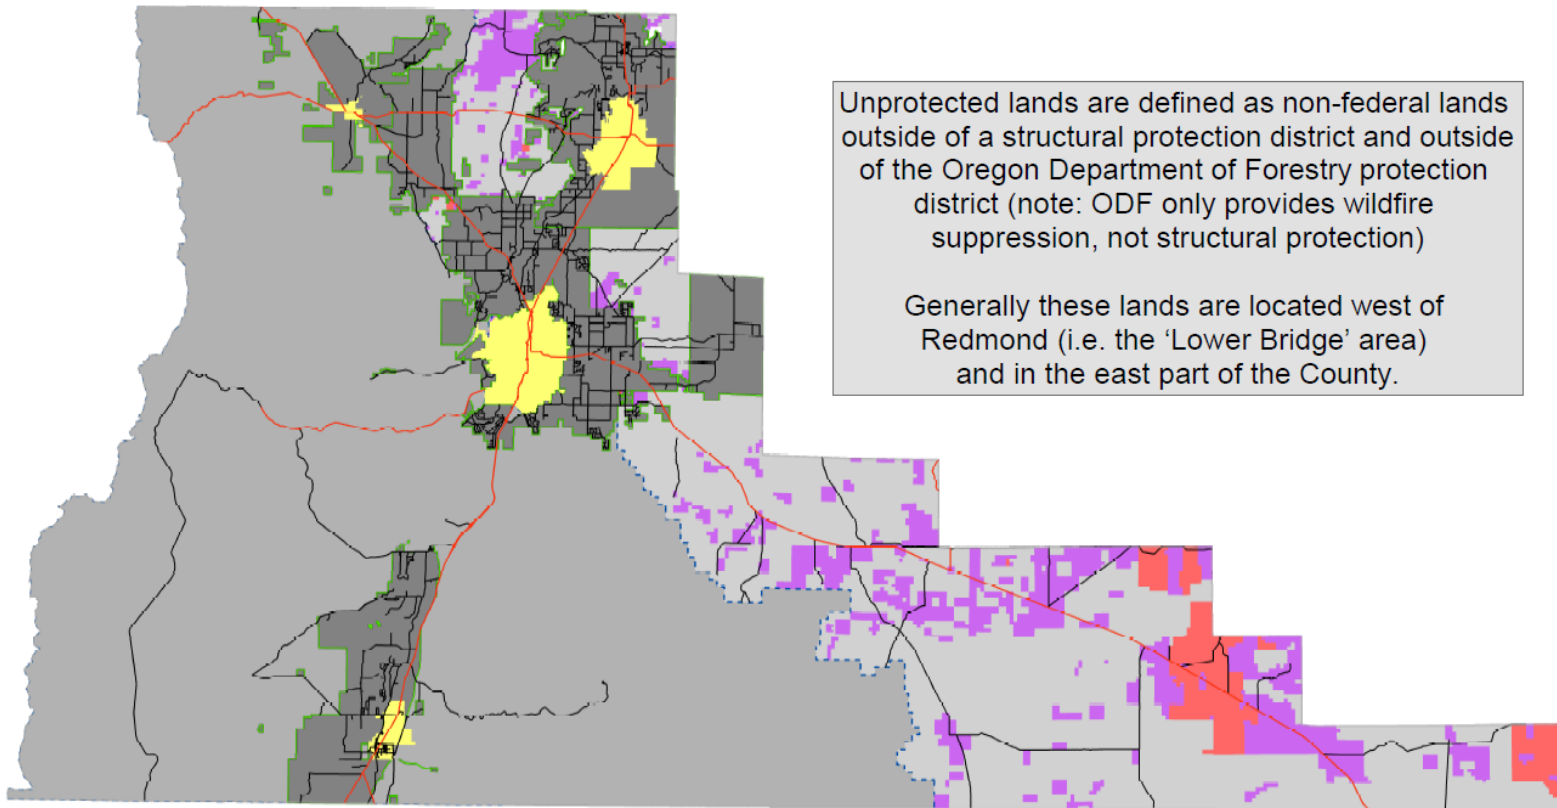 Unprotected lands are defined as non-federal lands
outside of a structural protection district and outside
of the Oregon Department of Forestry protection
district (note: ODF only provides wildfire
suppression, not structural protection)
Generally these lands are located west of
Redmond (i.e. the ‘Lower Bridge’ area)
and in the east part of the County.